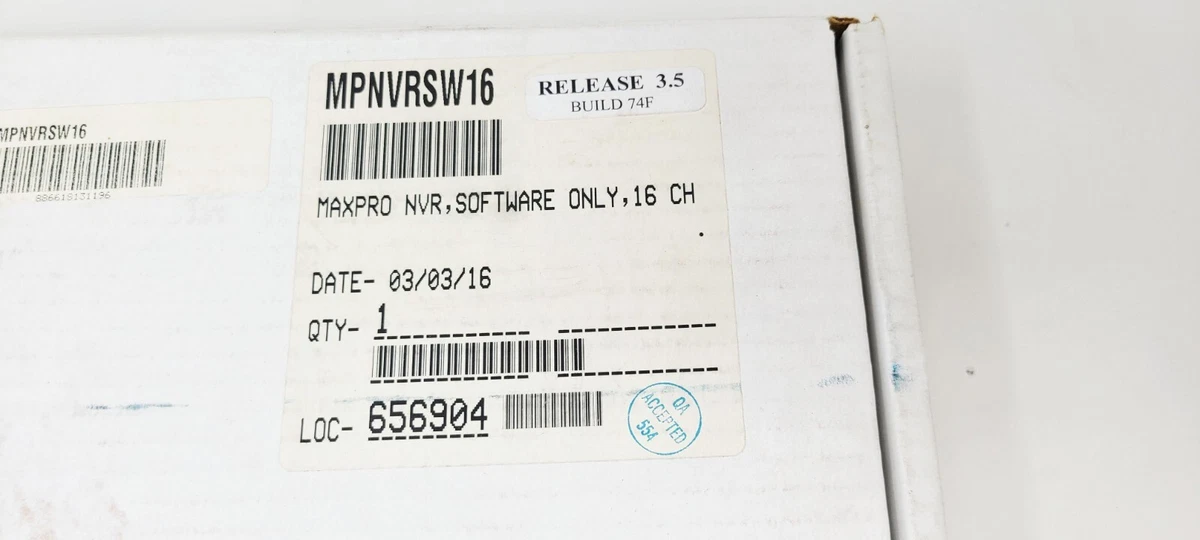 MPNVRSW16
886618131196
MPNVRSW16
RELEASE 3.5
BUILD 74F
MAXPRO NVR,SOFTWARE ONLY,16 CH
DATE- 03/03/16
QTY- 1
LOC- 656904
QA
ACCEPTED
554